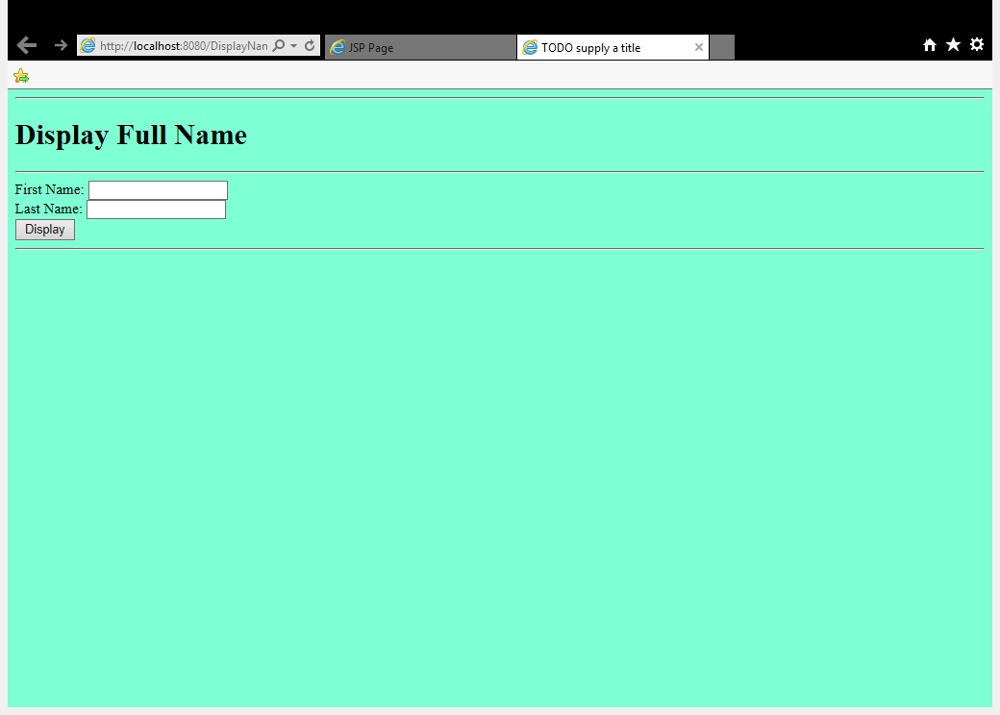 http://localhost:8080/DisplayNan
JSP Page
TODO supply a title
Display Full Name
First Name:
Last Name:
Display